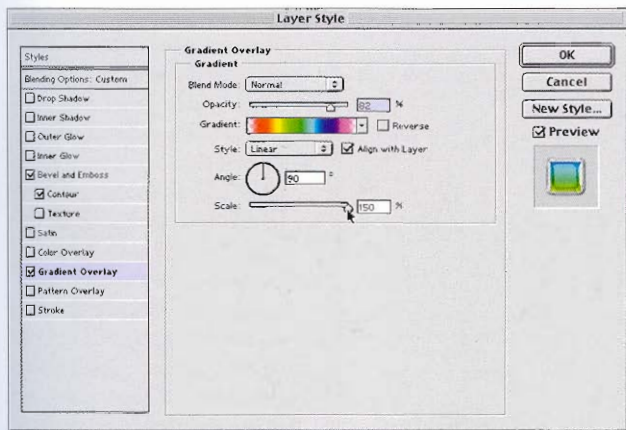 Layer Style
Styles
Blending Options: Custom
Drop Shadow
Inner Shadow
Outer Glow
Inner Glow
Bevel and Emboss
Contour
Texture
Satin
Color Overlay
Gradient Overlay
Pattern Overlay
Stroke
Gradient Overlay
Gradient
Blend Mode: Normal
Opacity: 82 %
Gradient: Reverse
Style: Linear Align with Layer
Angle: 90 °
Scale: 150 %
OK
Cancel
New Style...
Preview